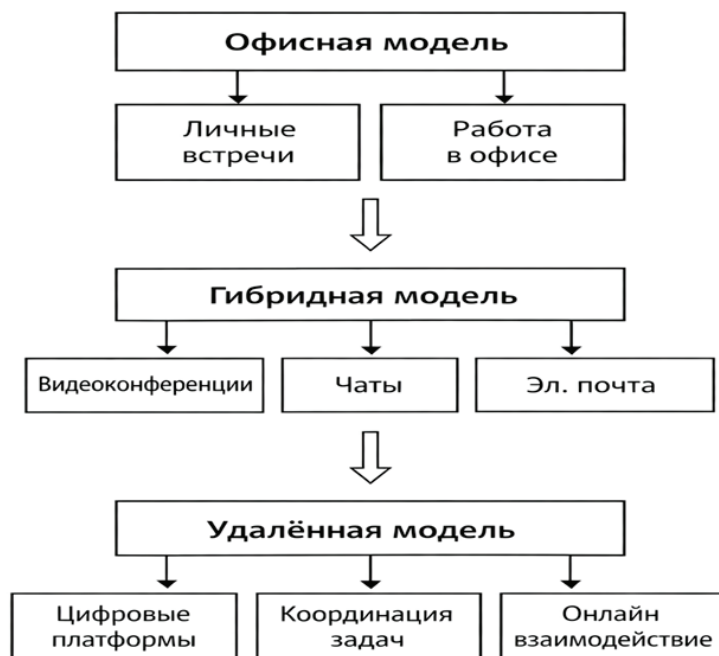 Офисная модель
Личные
встречи
Работа
в офисе
Гибридная модель
Видеоконференции
Чаты
Эл. почта
Удалённая модель
Цифровые
платформы
Координация
задач
Онлайн
взаимодействие